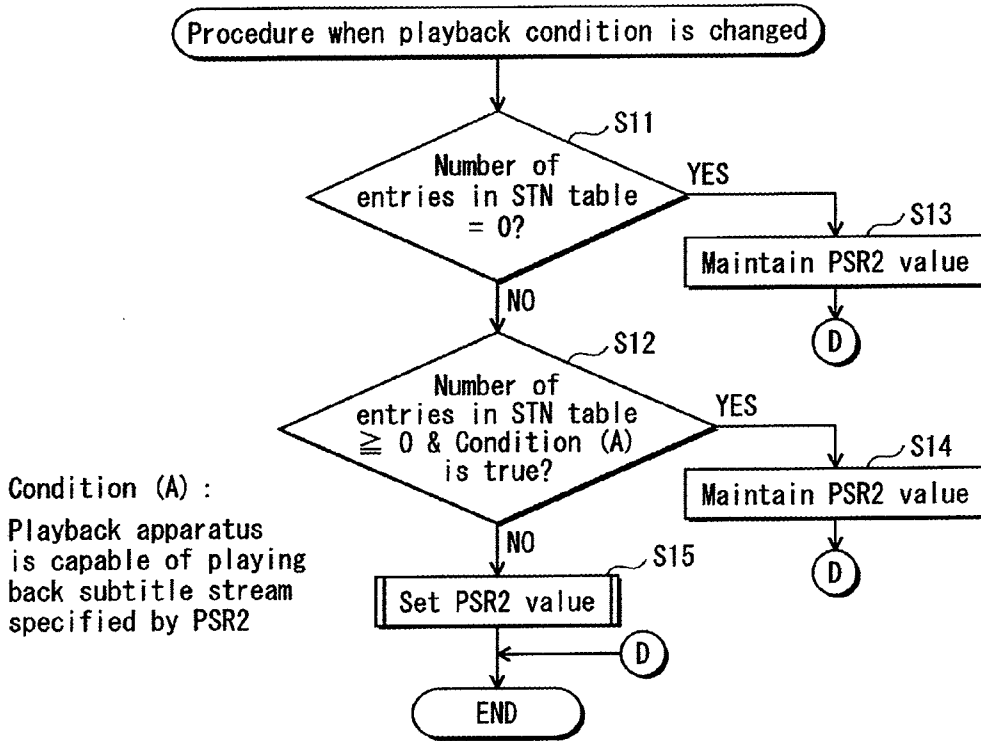 Procedure when playback condition is changed
S11
Number of
entries in STN table
= 0?
YES
S13
Maintain PSR2 value
D
NO
S12
Number of
entries in STN table
≧ 0 & Condition (A)
is true?
YES
S14
Maintain PSR2 value
D
NO
Condition (A) :
Playback apparatus
is capable of playing
back subtitle stream
specified by PSR2
S15
Set PSR2 value
D
END